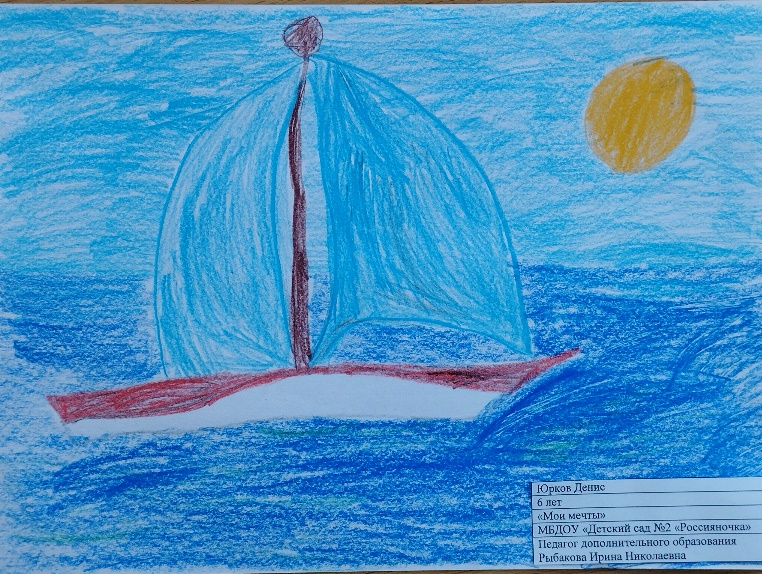 Юрков Денис
6 лет
«Мои мечты»
МБДОУ «Детский сад №2 «Россияночка»
Педагог дополнительного образования
Рыбакова Ирина Николаевна